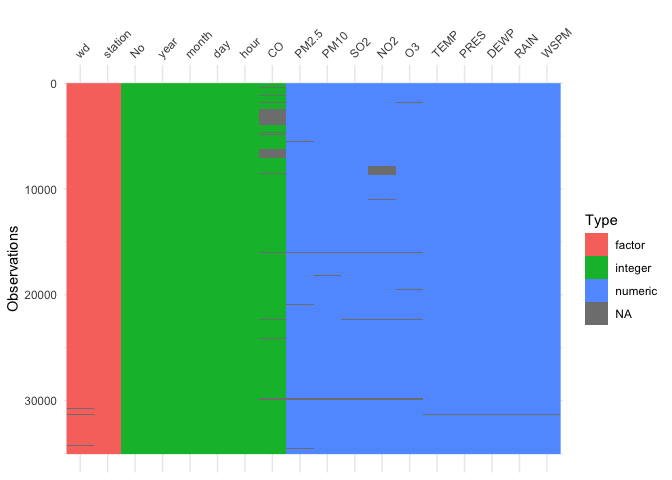 wd station No year month day hour CO PM2.5 PM10 SO2 NO2 O3 TEMP PRES DEWP RAIN WSPM
0
10000
20000
30000
Observations
Type
factor
integer
numeric
NA